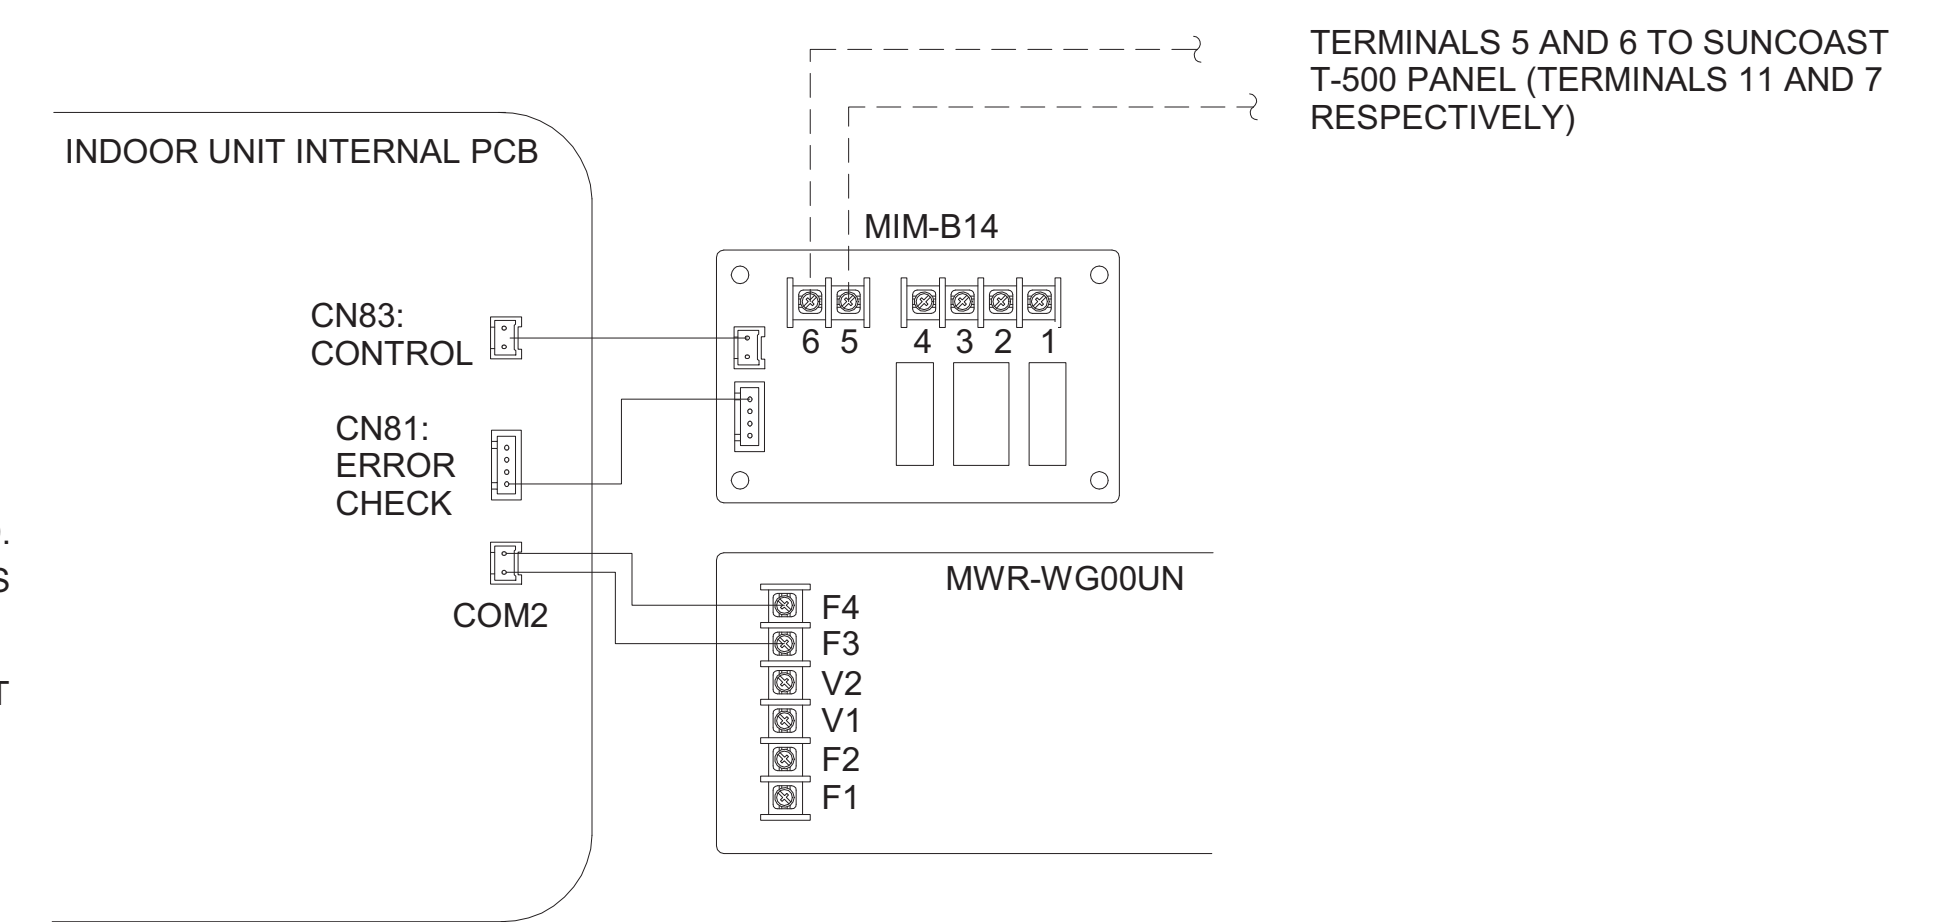 TERMINALS 5 AND 6 TO SUNCOAST
T-500 PANEL (TERMINALS 11 AND 7
RESPECTIVELY)
INDOOR UNIT INTERNAL PCB
MIM-B14
CN83:
CONTROL
6 5 4 3 2 1
CN81:
ERROR
CHECK
COM2
MWR-WG00UN
F4
F3
V2
V1
F2
F1